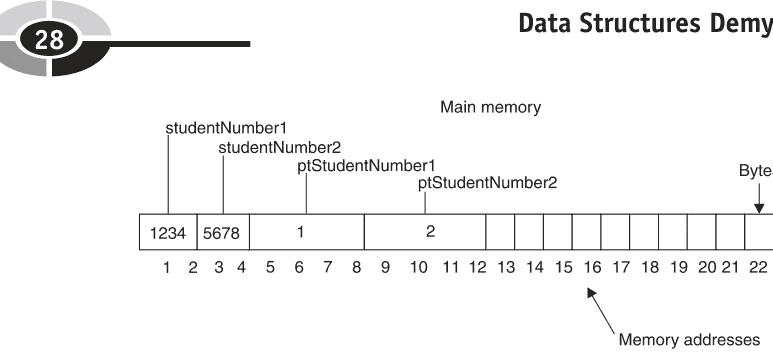 28
Data Structures Demy
Main memory
studentNumber1
studentNumber2
ptStudentNumber1
ptStudentNumber2
Byte
1234 5678 1 2
1 2 3 4 5 6 7 8 9 10 11 12 13 14 15 16 17 18 19 20 21 22
Memory addresses